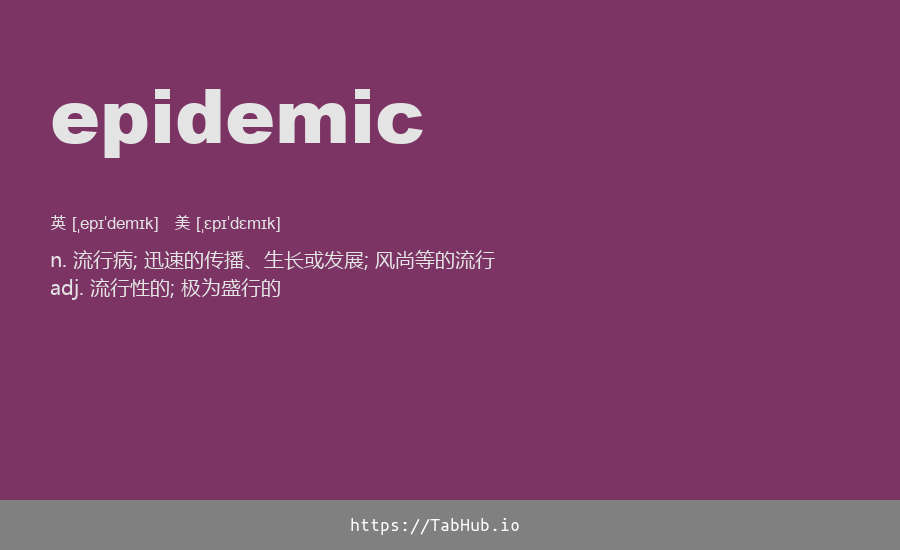 epidemic
英 [ˌepɪˈdemɪk] 美 [ˌɛpɪˈdɛmɪk]
n. 流行病; 迅速的传播、生长或发展; 风尚等的流行
adj. 流行性的; 极为盛行的
https://TabHub.io